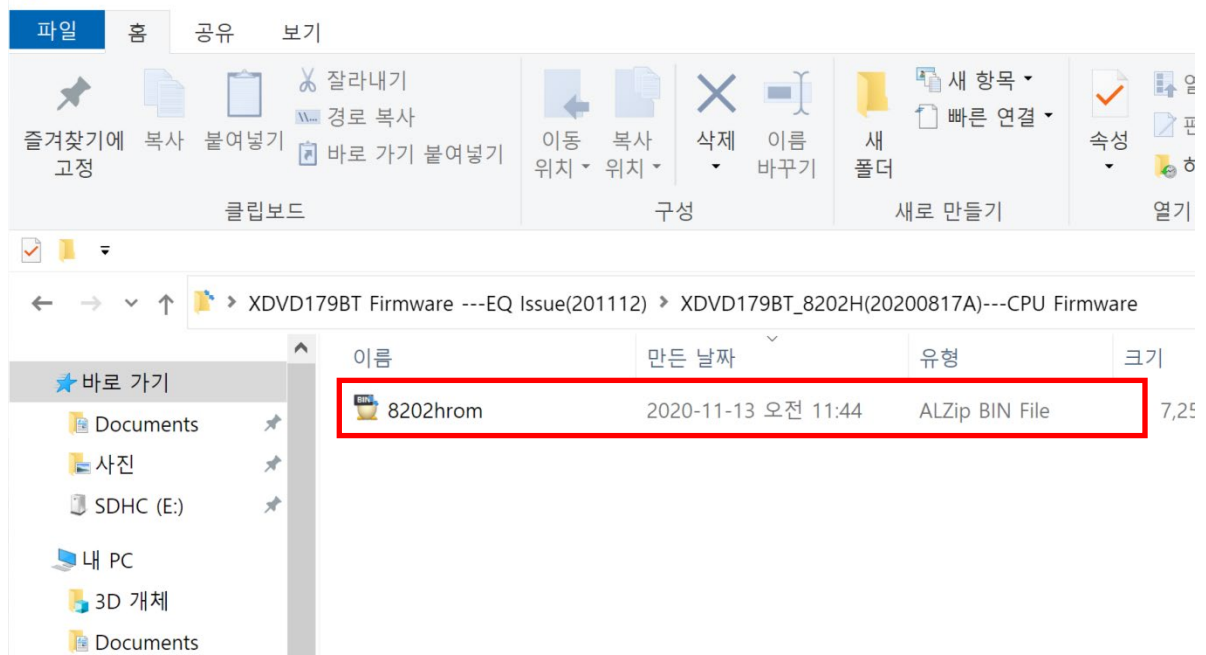 파일 홈 공유 보기
즐겨찾기에 고정
복사
붙여넣기
잘라내기
경로 복사
바로 가기 붙여넣기
이동 위치
복사 위치
삭제
이름 바꾸기
새 폴더
새 항목
빠른 연결
속성
클립보드 구성 새로 만들기 열기
XDVD179BT Firmware ---EQ Issue(201112) XDVD179BT_8202H(20200817A)---CPU Firmware
이름 만든 날짜 유형 크기
BIN 8202hrom 2020-11-13 오전 11:44 ALZip BIN File 7,25
바로 가기
Documents
사진
SDHC (E:)
내 PC
3D 개체
Documents